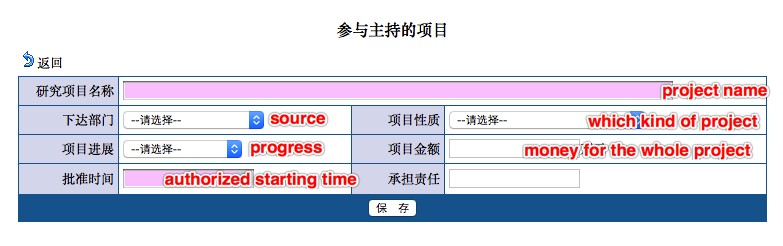 参与主持的项目
返回
研究项目名称 project name
下达部门 --请选择-- source 项目性质 --请选择-- which kind of project
项目进展 --请选择-- progress 项目金额 money for the whole project
批准时间 authorized starting time 承担责任
保 存